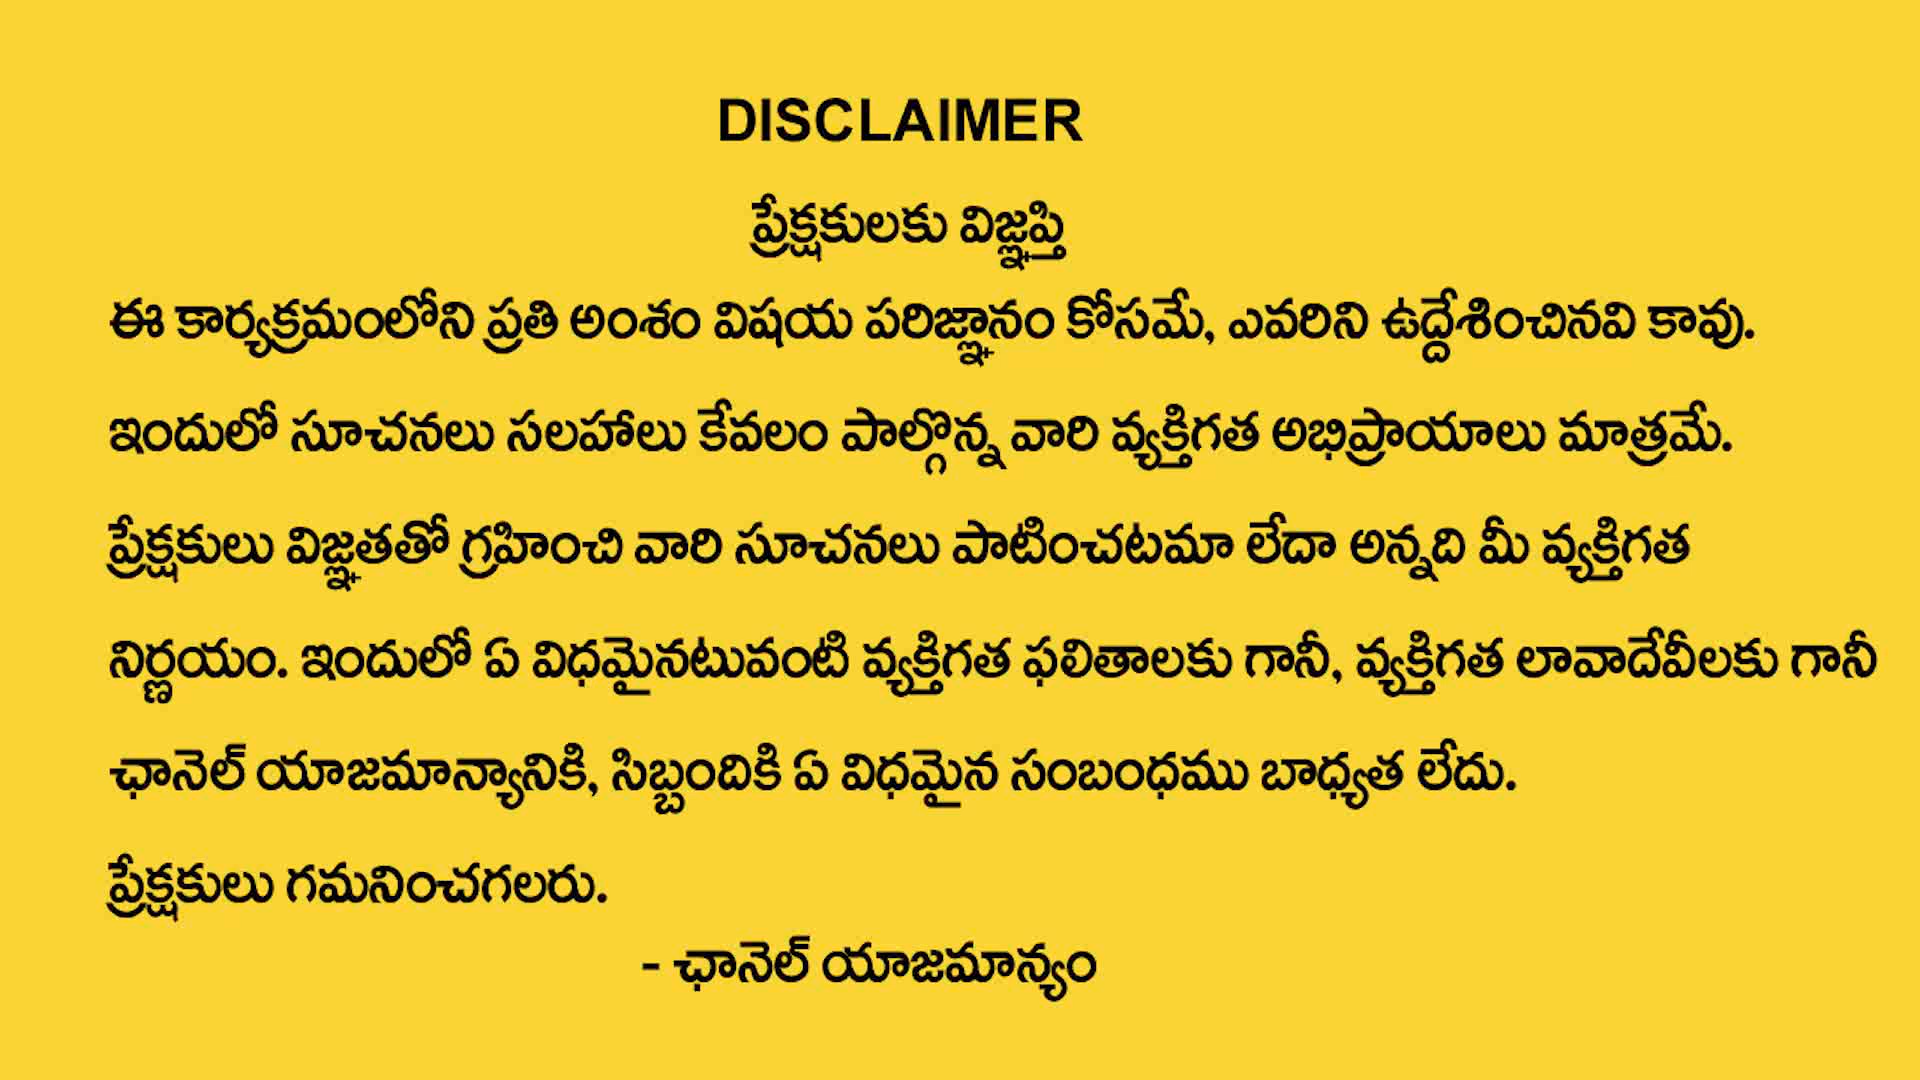 DISCLAIMER
ప్రేక్షకులకు విజ్ఞప్తి
ఈ కార్యక్రమంలోని ప్రతి అంశం విషయ పరిజ్ఞానం కోసమే, ఎవరిని ఉద్దేశించినవి కావు.
ఇందులో సూచనలు సలహాలు కేవలం పాల్గొన్న వారి వ్యక్తిగత అభిప్రాయాలు మాత్రమే.
ప్రేక్షకులు విజ్ఞతతో గ్రహించి వారి సూచనలు పాటించటమా లేదా అన్నది మీ వ్యక్తిగత
నిర్ణయం. ఇందులో ఏ విధమైనటువంటి వ్యక్తిగత ఫలితాలకు గానీ, వ్యక్తిగత లావాదేవీలకు గానీ
ఛానెల్ యాజమాన్యానికి, సిబ్బందికి ఏ విధమైన సంబంధము బాధ్యత లేదు.
ప్రేక్షకులు గమనించగలరు.
- ఛానెల్ యాజమాన్యం